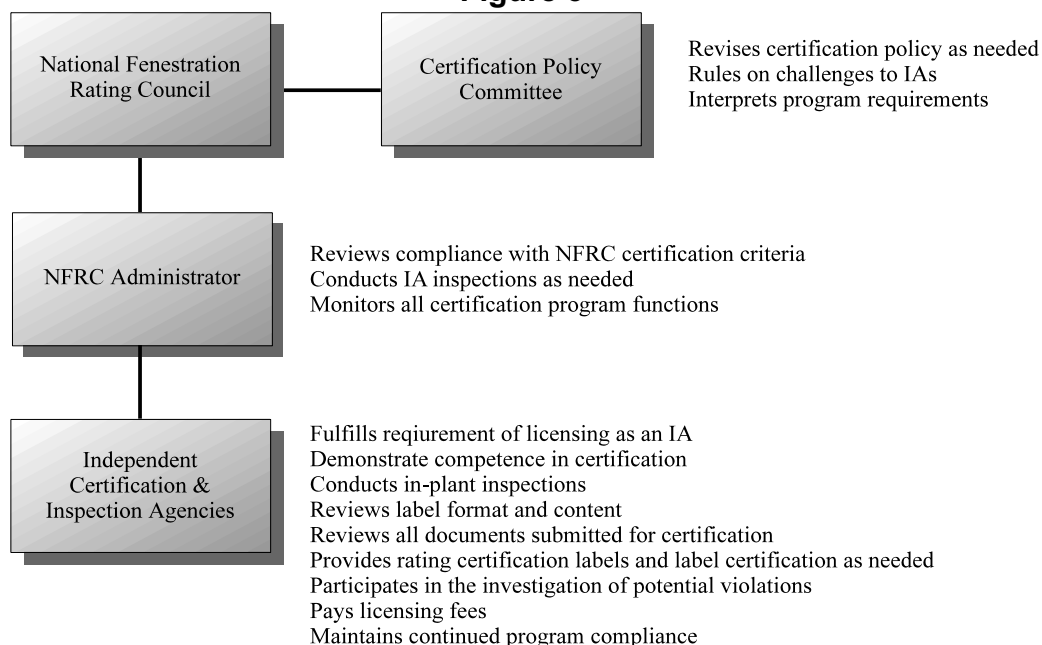 National Fenestration
Rating Council
Certification Policy
Committee
Revises certification policy as needed
Rules on challenges to IAs
Interprets program requirements
NFRC Administrator
Reviews compliance with NFRC certification criteria
Conducts IA inspections as needed
Monitors all certification program functions
Independent
Certification &
Inspection Agencies
Fulfills reqiurement of licensing as an IA
Demonstrate competence in certification
Conducts in-plant inspections
Reviews label format and content
Reviews all documents submitted for certification
Provides rating certification labels and label certification as needed
Participates in the investigation of potential violations
Pays licensing fees
Maintains continued program compliance